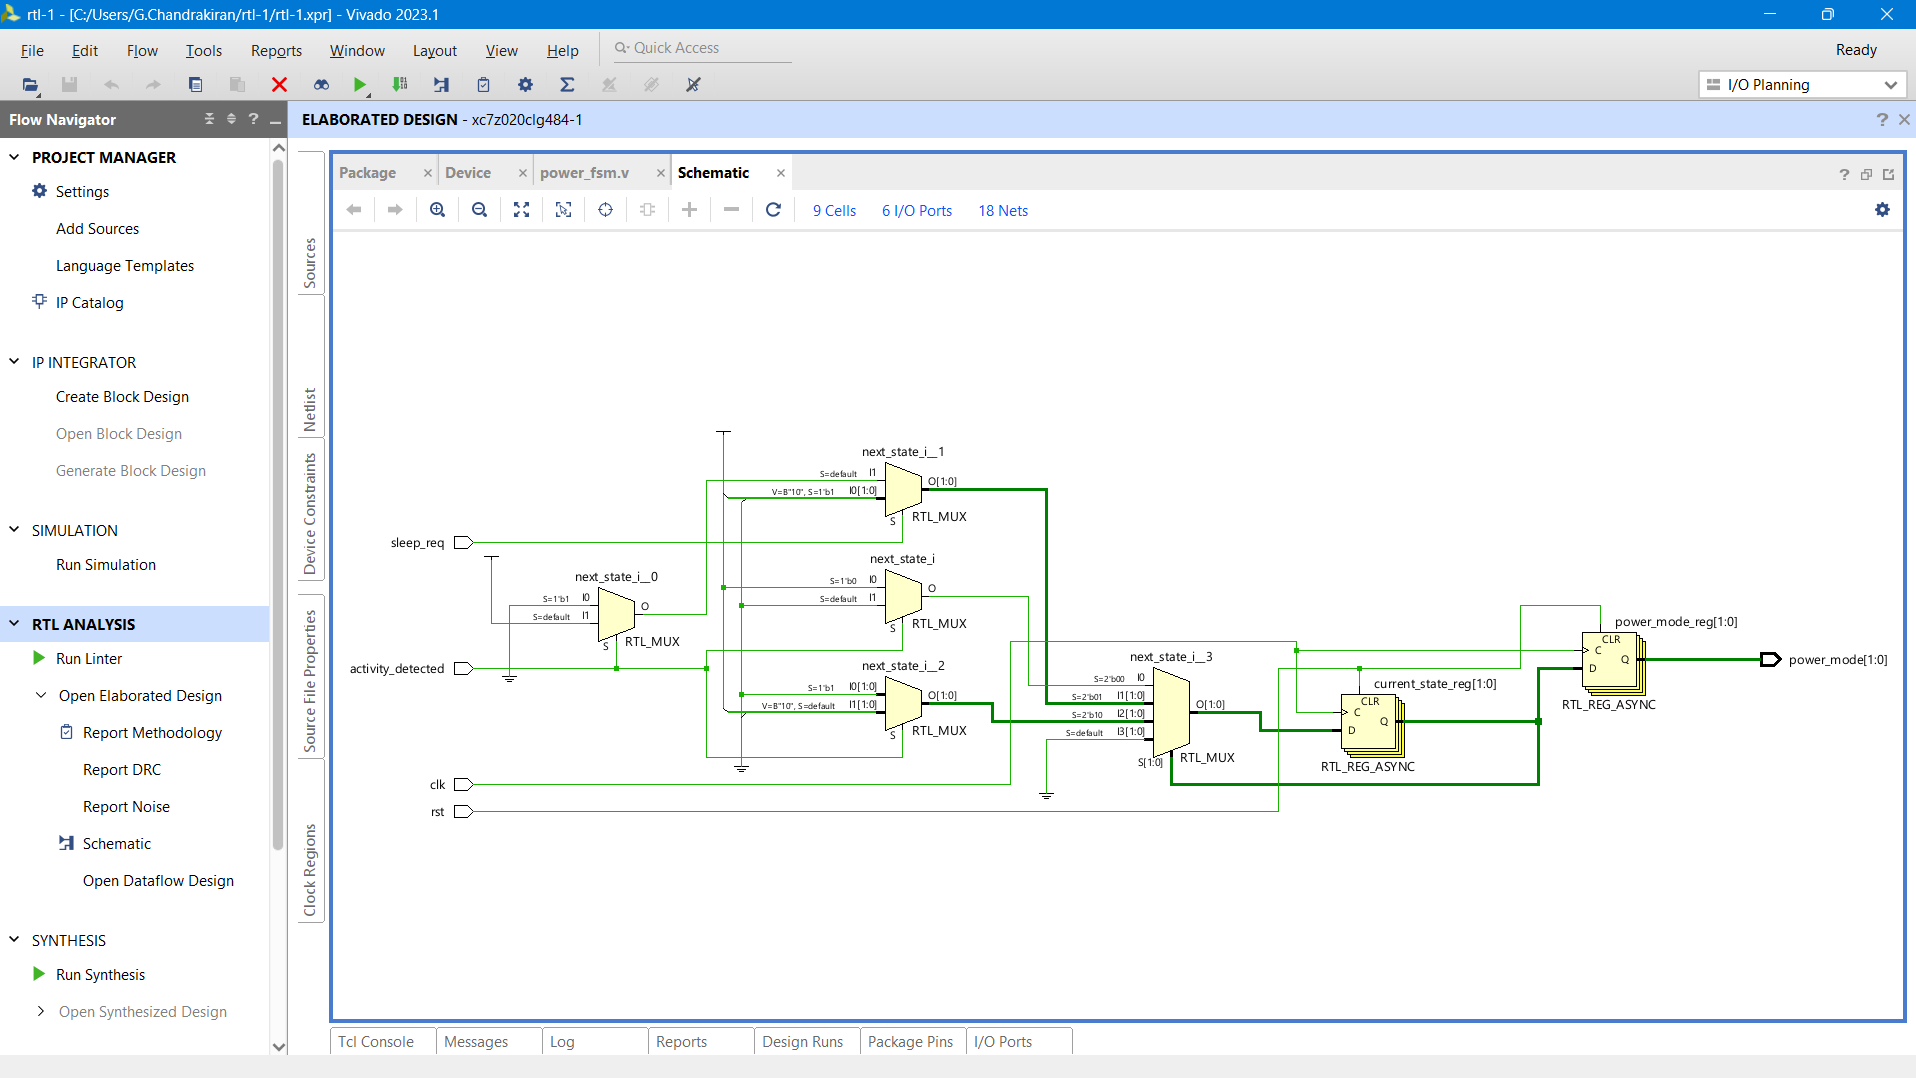 rtl-1 - [C:/Users/G.Chandrakiran/rtl-1/rtl-1.xpr] - Vivado 2023.1
File Edit Flow Tools Reports Window Layout View Help Quick Access Ready
I/O Planning
Flow Navigator ?
ELABORATED DESIGN - xc7z020clg484-1 ?
PROJECT MANAGER
Settings
Add Sources
Language Templates
IP Catalog
IP INTEGRATOR
Create Block Design
Open Block Design
Generate Block Design
SIMULATION
Run Simulation
RTL ANALYSIS
Run Linter
Open Elaborated Design
Report Methodology
Report DRC
Report Noise
Schematic
Open Dataflow Design
SYNTHESIS
Run Synthesis
Open Synthesized Design
Sources
Netlist
Device Constraints
Source File Properties
Clock Regions
Package Device power_fsm.v Schematic ?
9 Cells 6 I/O Ports 18 Nets
next_state_i__1
S=default I1
V=B"10", S=1'b1 I0[1:0]
O[1:0]
S RTL_MUX
sleep_req
next_state_i
S=1'b0 I0
S=default I1
O
S RTL_MUX
next_state_i__0
S=1'b1 I0
S=default I1
O
S RTL_MUX
activity_detected
next_state_i__2
S=1'b1 I0[1:0]
V=B"10", S=default I1[1:0]
O[1:0]
S RTL_MUX
next_state_i__3
S=2'b00 I0
S=2'b01 I1[1:0]
S=2'b10 I2[1:0]
S=default I3[1:0]
O[1:0]
S[1:0] RTL_MUX
current_state_reg[1:0]
CLR
C
D
Q
RTL_REG_ASYNC
power_mode_reg[1:0]
CLR
C
D
Q
RTL_REG_ASYNC
power_mode[1:0]
clk
rst
Tcl Console Messages Log Reports Design Runs Package Pins I/O Ports